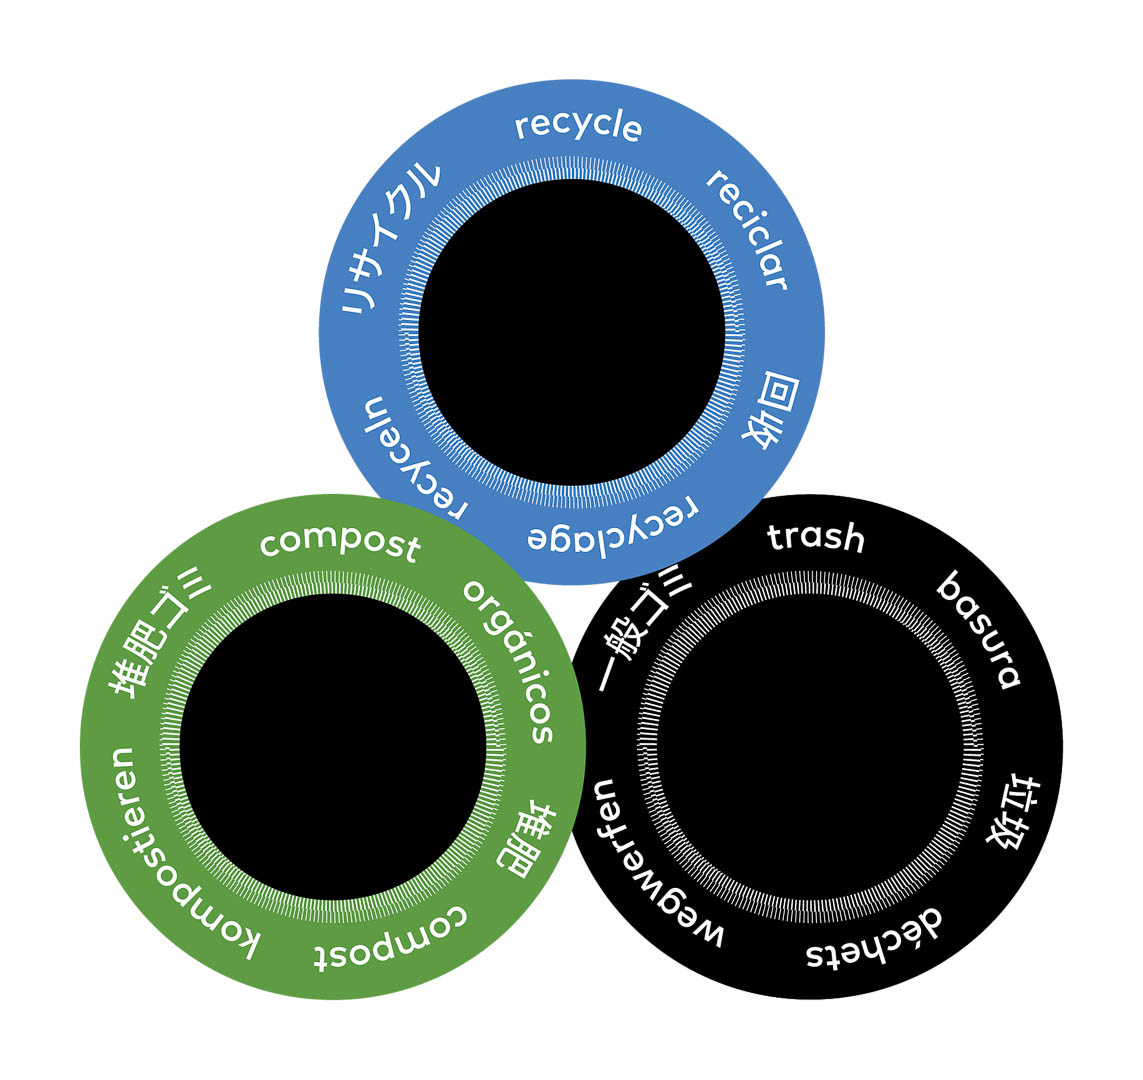 recycle
reciclar
回收
recyclage
recyceln
リサイクル
compost
orgánicos
堆肥
compost
kompostieren
堆肥ゴミ
trash
basura
垃圾
déchets
wegwerfen
一般ゴミ